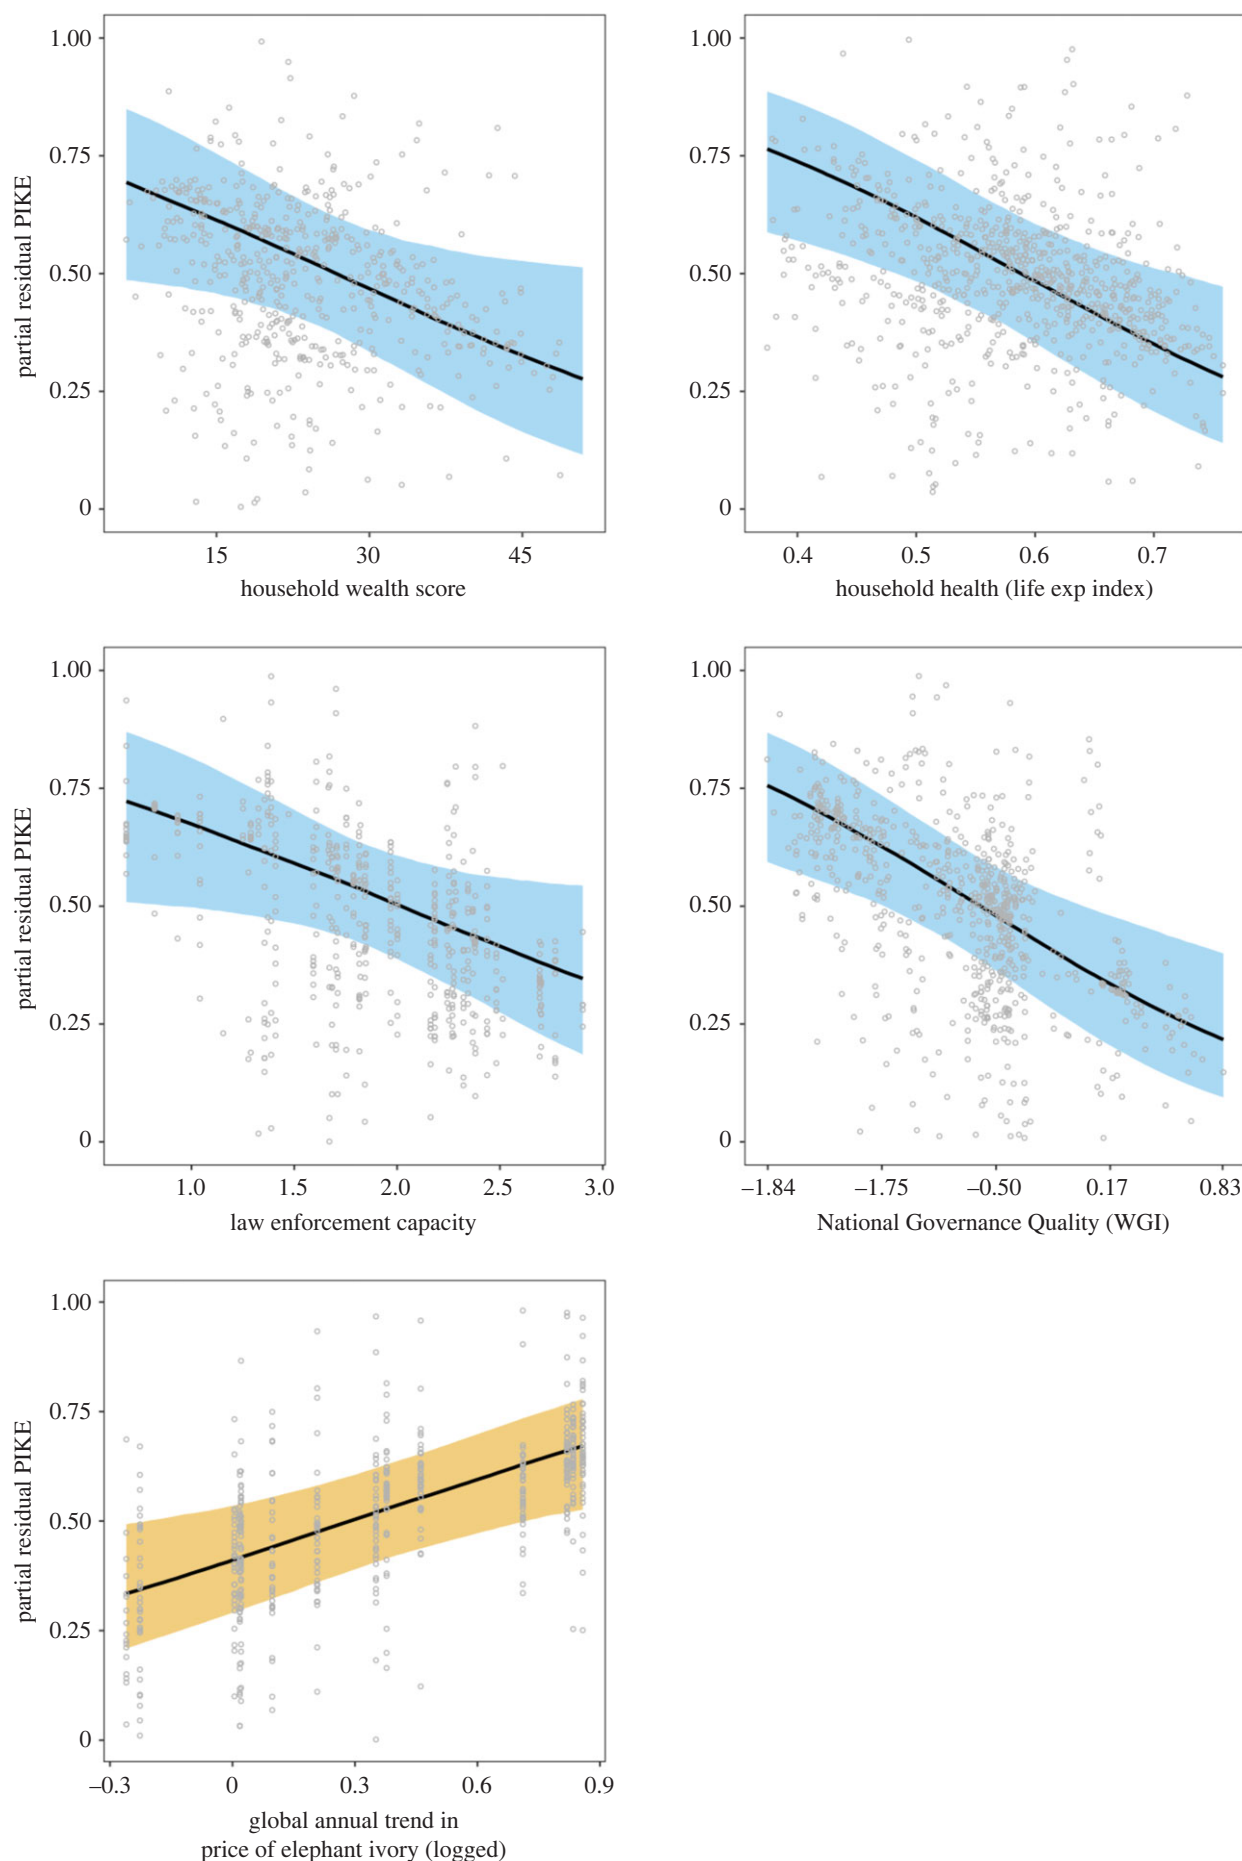 1.00
0.75
0.50
0.25
0
partial residual PIKE
15 30 45
household wealth score
1.00
0.75
0.50
0.25
0
partial residual PIKE
0.4 0.5 0.6 0.7
household health (life exp index)
1.00
0.75
0.50
0.25
0
partial residual PIKE
1.0 1.5 2.0 2.5 3.0
law enforcement capacity
1.00
0.75
0.50
0.25
0
partial residual PIKE
–1.84 –1.75 –0.50 0.17 0.83
National Governance Quality (WGI)
1.00
0.75
0.50
0.25
0
partial residual PIKE
–0.3 0 0.3 0.6 0.9
global annual trend in
price of elephant ivory (logged)